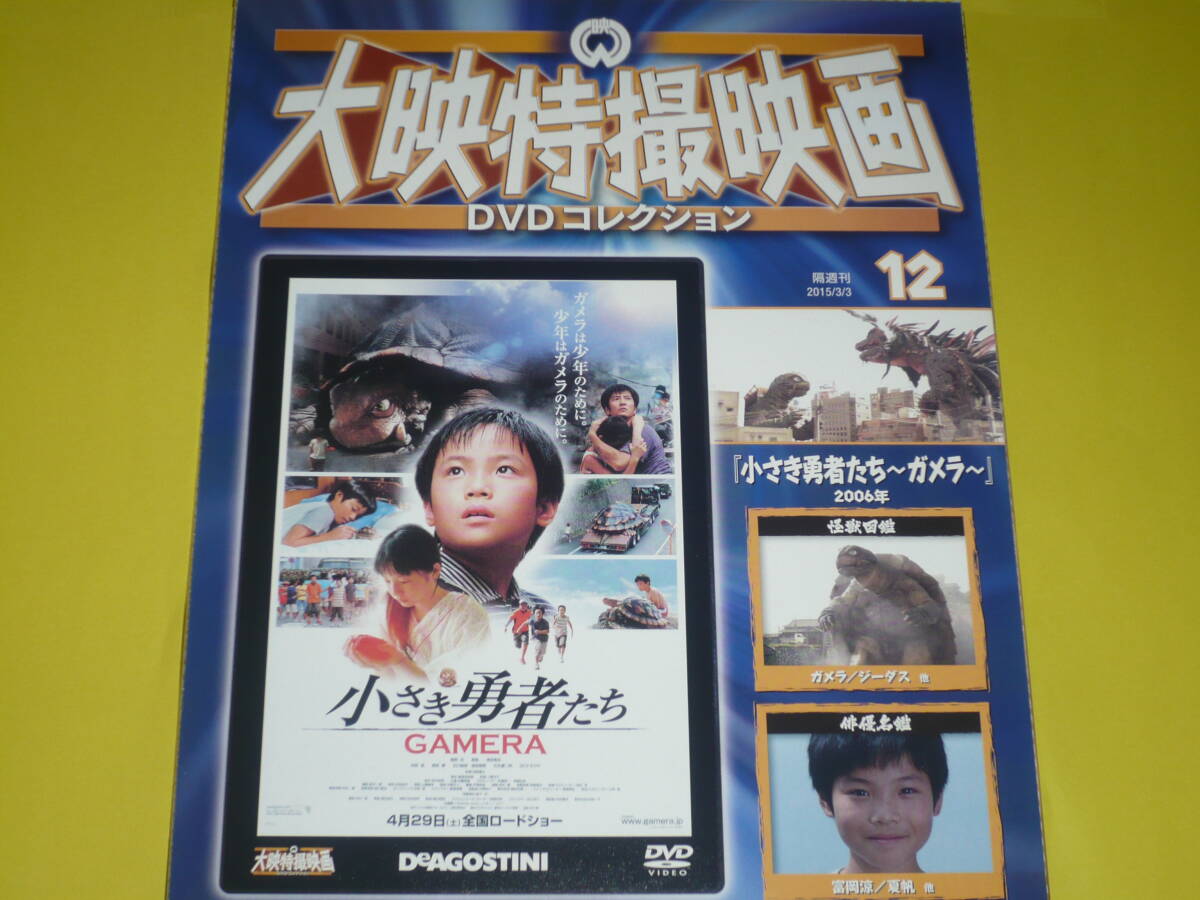 映
大映特撮映画
DVDコレクション
隔週刊
2015/3/3
12
ガメラは少年のために。
少年はガメラのために。
『小さき勇者たち～ガメラ～』
2006年
怪獣図鑑
ガメラ/ジーダス 他
小さき勇者たち
GAMERA
4月29日(土)全国ロードショー
www.gamera.jp
俳優名鑑
富岡涼/夏帆 他
大映特撮映画
DeAGOSTINI
DVD
VIDEO